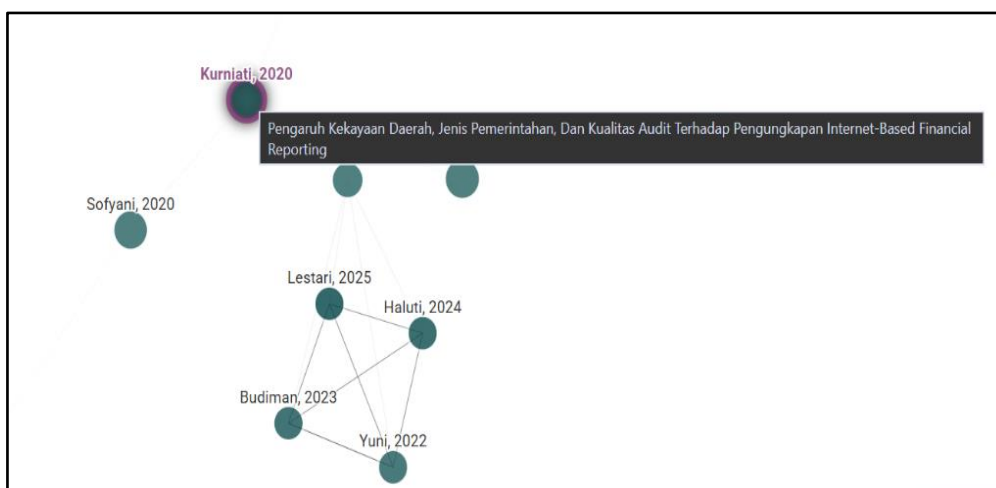 Kurniati, 2020
Pengaruh Kekayaan Daerah, Jenis Pemerintahan, Dan Kualitas Audit Terhadap Pengungkapan Internet-Based Financial
Reporting
Sofyani, 2020
Lestari, 2025
Haluti, 2024
Budiman, 2023
Yuni, 2022